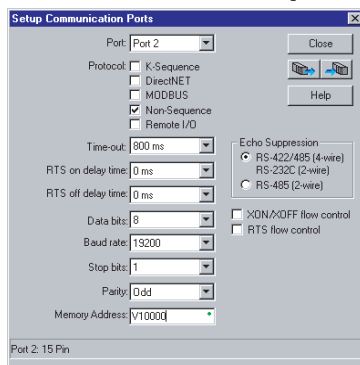 Setup Communication Ports
Port: Port 2
Close
Protocol: K-Sequence
DirectNET
MODBUS
Non-Sequence
Remote I/O
Help
Time-out: 800 ms
RTS on delay time: 0 ms
RTS off delay time: 0 ms
Data bits: 8
Baud rate: 19200
Stop bits: 1
Parity: Odd
Memory Address: V10000
Echo Suppression
RS-422/485 (4-wire)
RS-232C (2-wire)
RS-485 (2-wire)
XON/XOFF flow control
RTS flow control
Port 2: 15 Pin